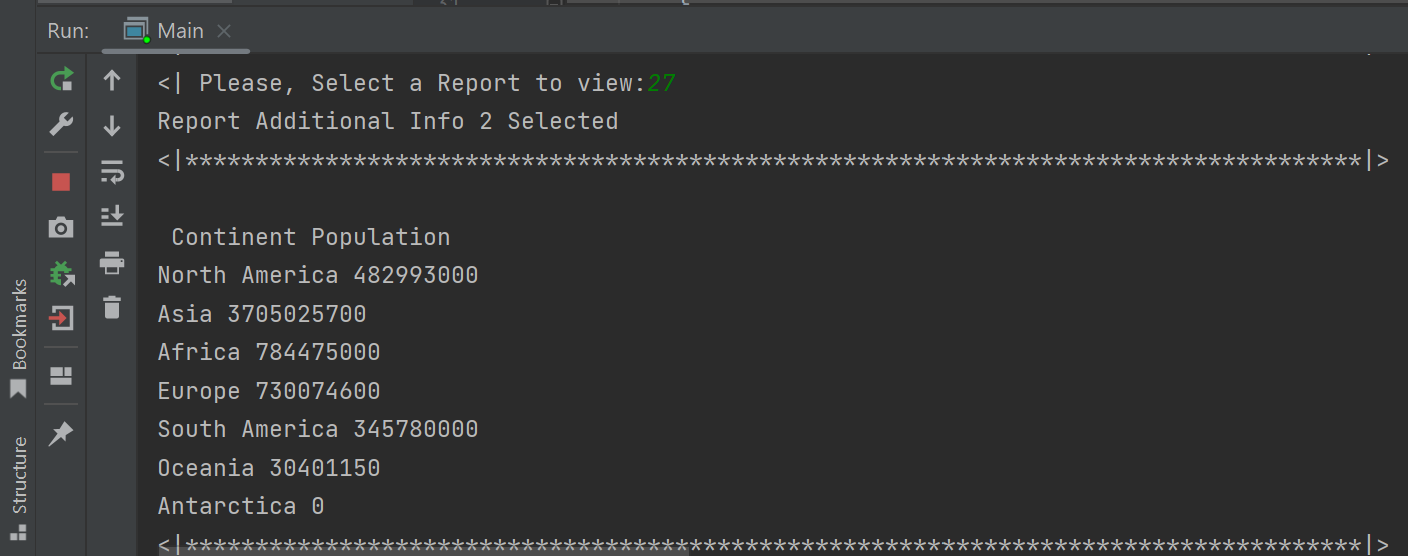 Run: Main
<| Please, Select a Report to view:27
Report Additional Info 2 Selected
<|************************************************************************************|>
Continent Population
North America 482993000
Asia 3705025700
Africa 784475000
Europe 730074600
South America 345780000
Oceania 30401150
Antarctica 0
<|************************************************************************************|>
Bookmarks
Structure